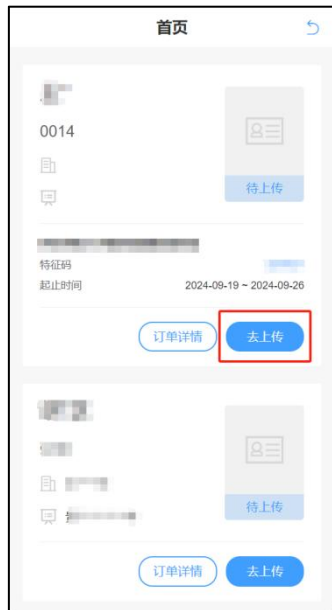 首页
0014
待上传
特征码
起止时间 2024-09-19 ~ 2024-09-26
订单详情 去上传
待上传
订单详情 去上传